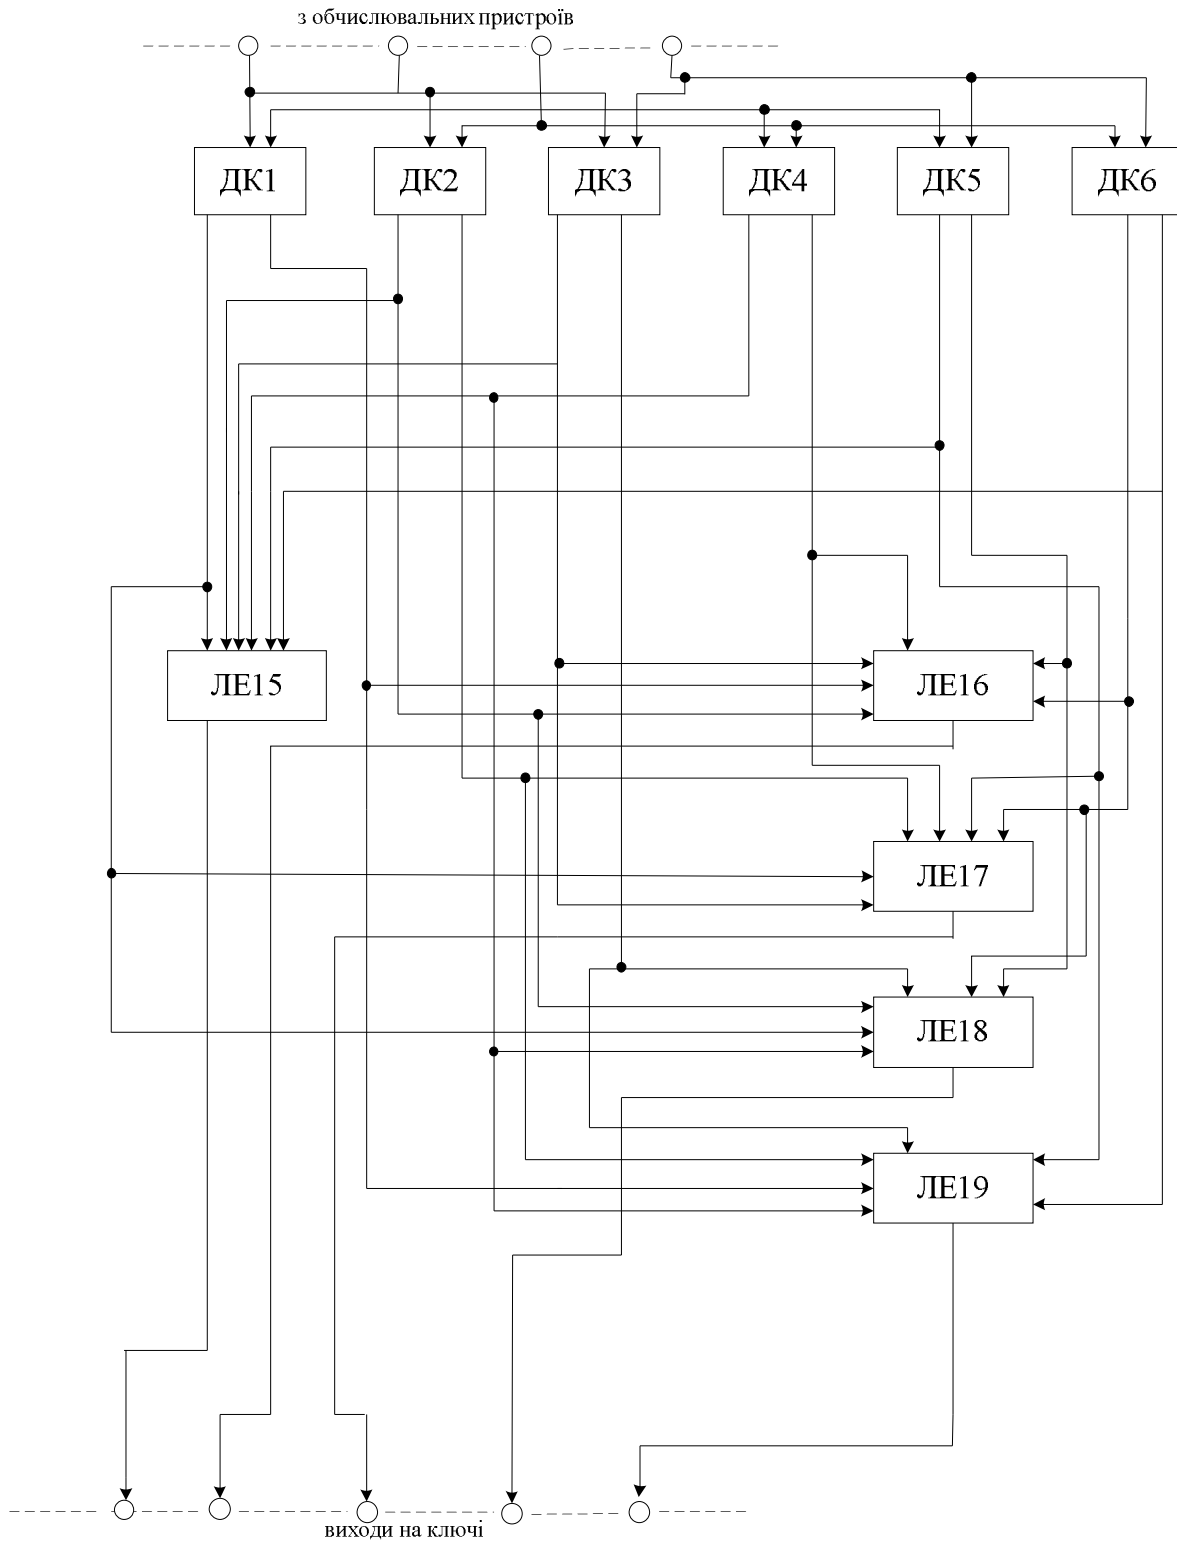 з обчислювальних пристроїв
ДК1 ДК2 ДК3 ДК4 ДК5 ДК6
ЛЕ15 ЛЕ16
ЛЕ17
ЛЕ18
ЛЕ19
виходи на ключі